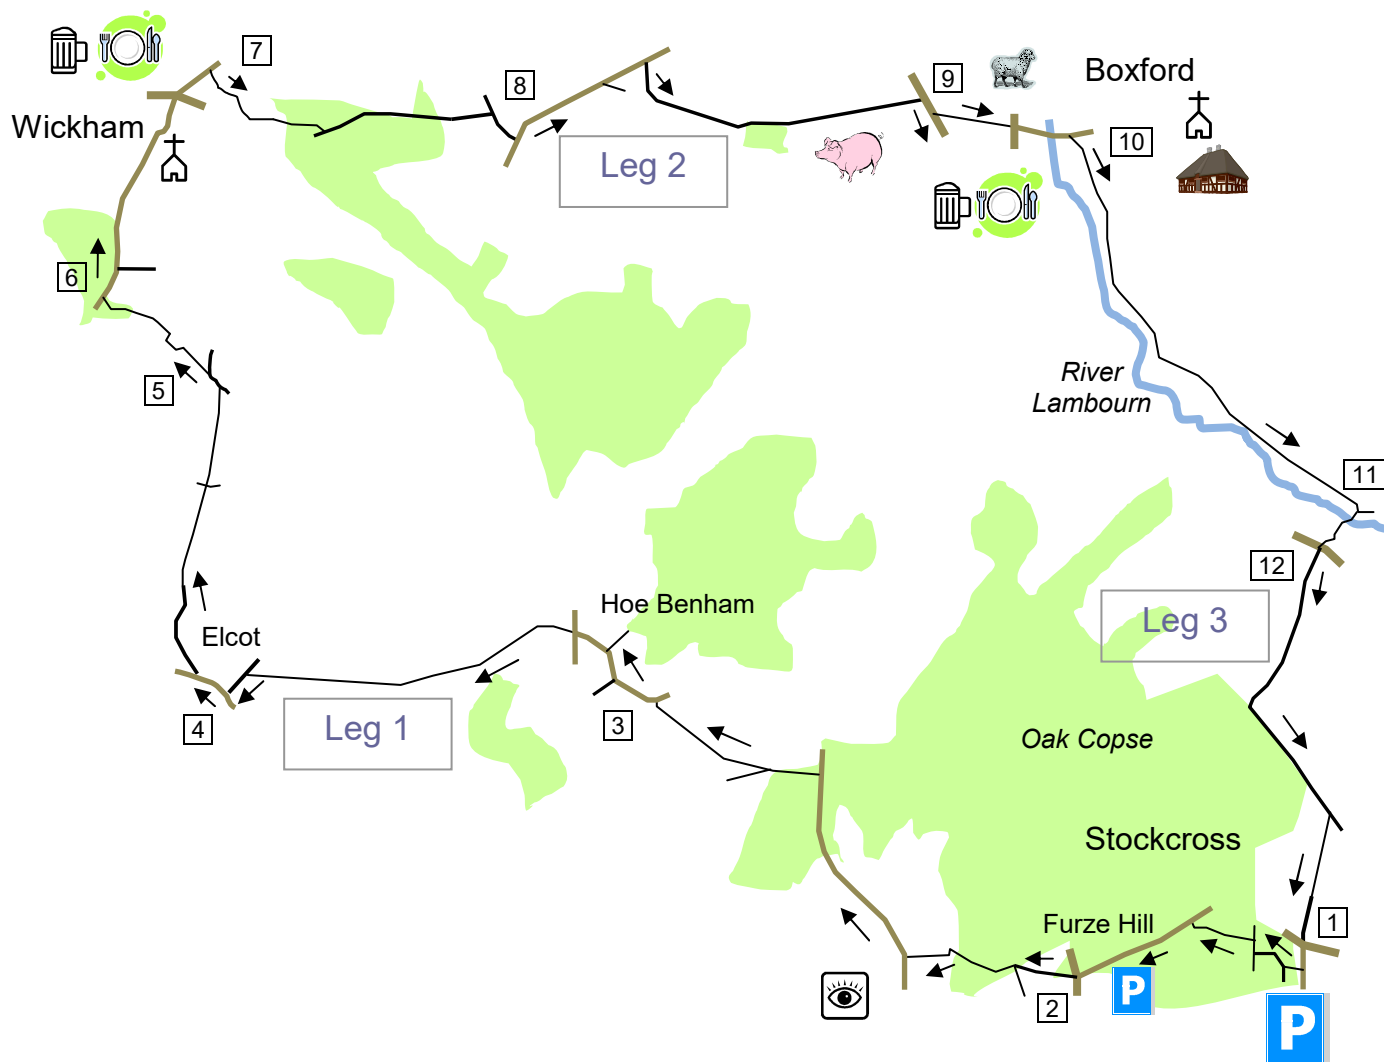 7
8
9
Boxford
Wickham
10
Leg 2
6
River
Lambourn
5
11
12
Hoe Benham
Leg 3
Elcot
4
Leg 1
3
Oak Copse
Stockcross
Furze Hill
1
2
P
P